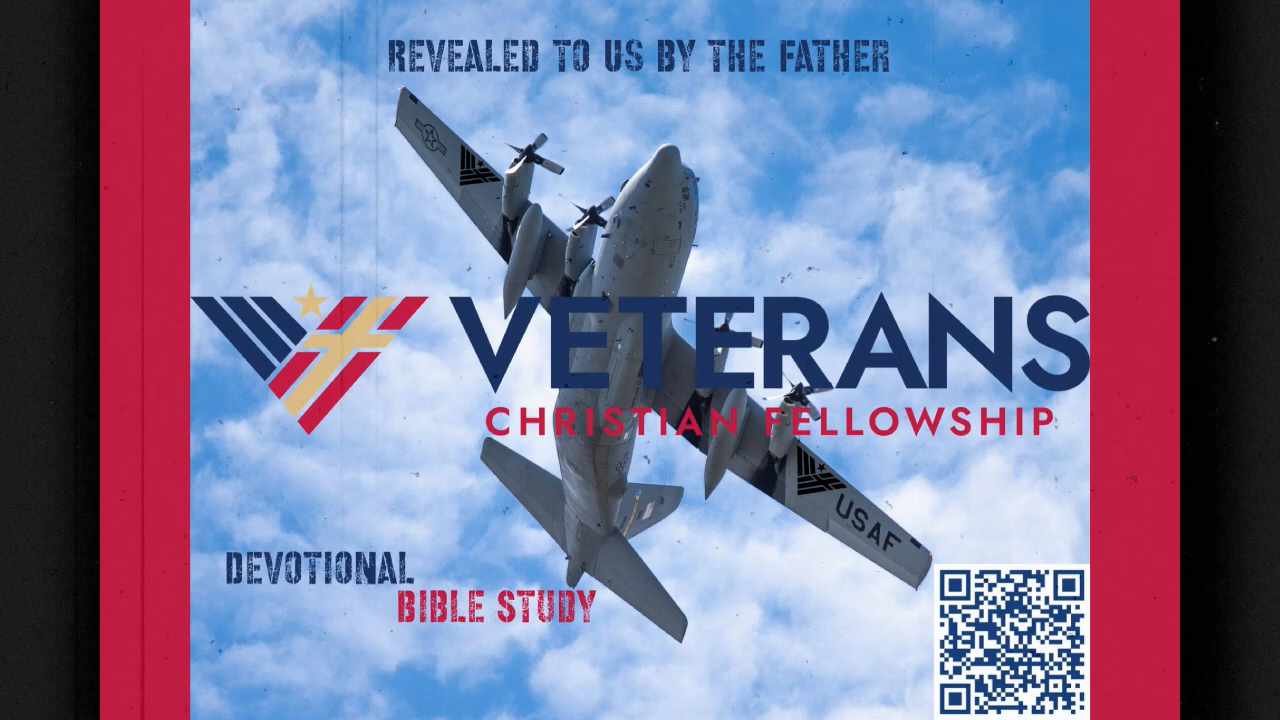 REVEALED TO US BY THE FATHER
VETERANS
CHRISTIAN FELLOWSHIP
USAF
DEVOTIONAL
BIBLE STUDY